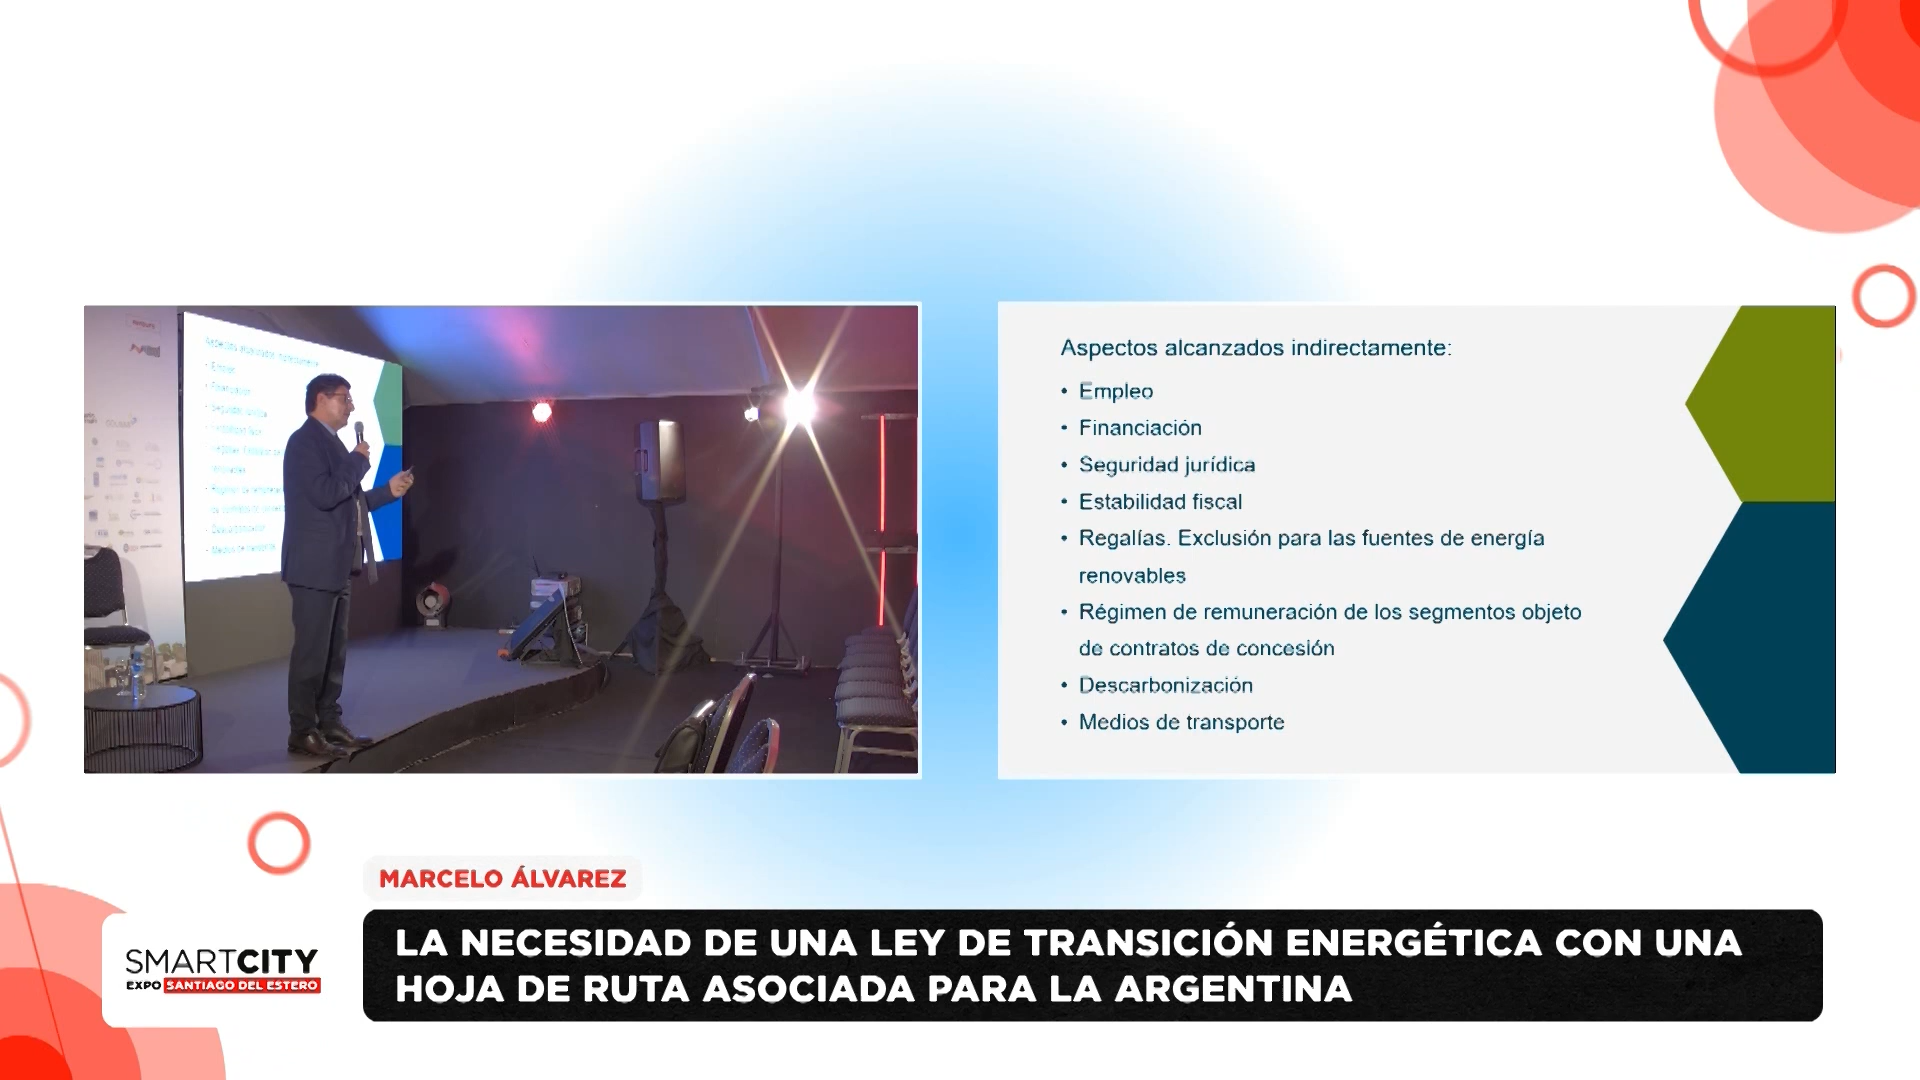 Aspectos alcanzados indirectamente:
• Empleo
• Financiación
• Seguridad jurídica
• Estabilidad fiscal
• Regalías. Exclusión para las fuentes de energía
renovables
• Régimen de remuneración de los segmentos objeto
de contratos de concesión
• Descarbonización
• Medios de transporte
MARCELO ÁLVAREZ
LA NECESIDAD DE UNA LEY DE TRANSICIÓN ENERGÉTICA CON UNA
HOJA DE RUTA ASOCIADA PARA LA ARGENTINA
SMARTCITY
EXPO SANTIAGO DEL ESTERO